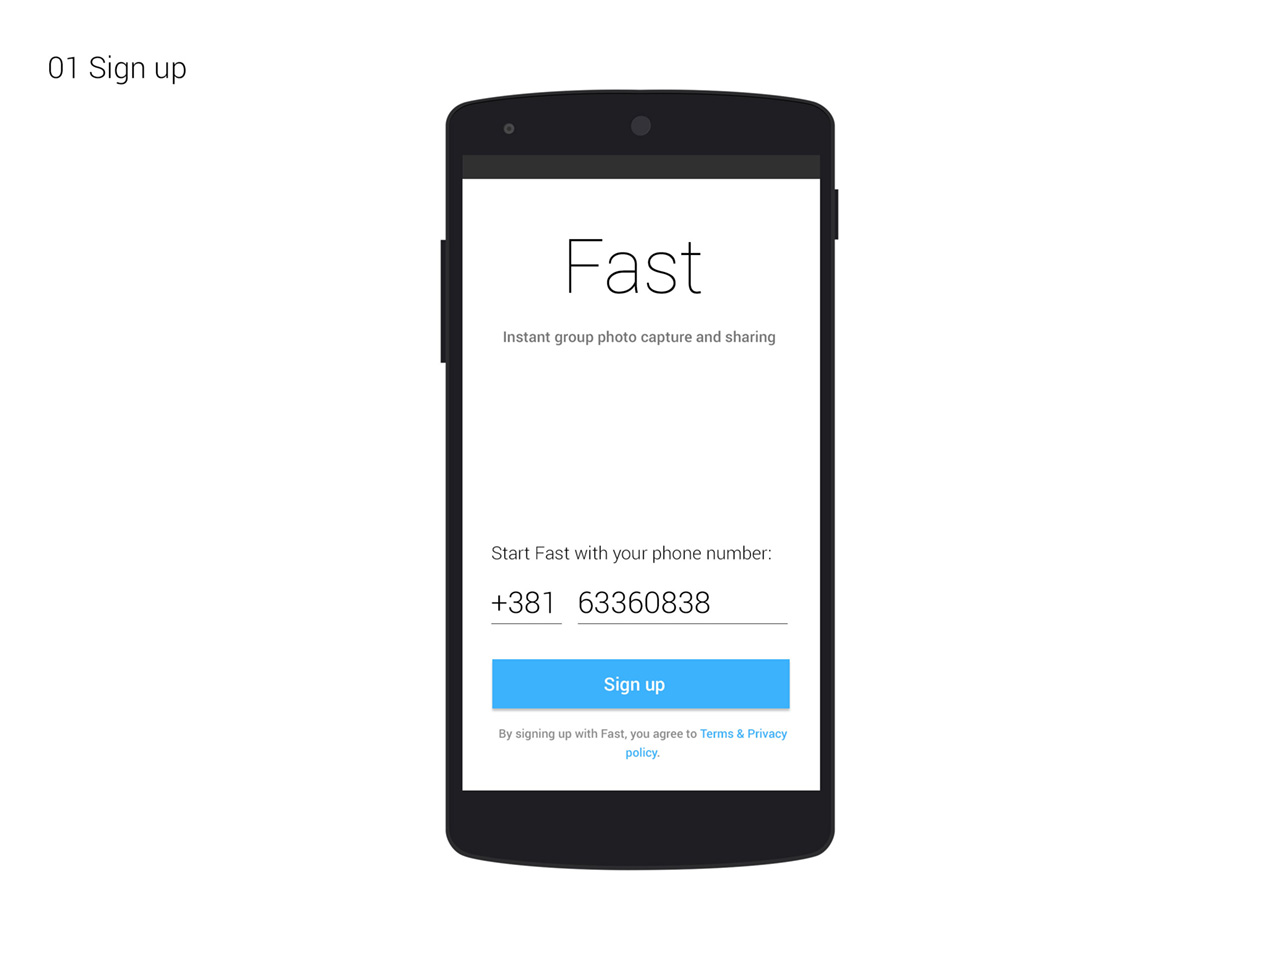 01 Sign up
Fast
Instant group photo capture and sharing
Start Fast with your phone number:
+381 63360838
Sign up
By signing up with Fast, you agree to Terms & Privacy
policy.